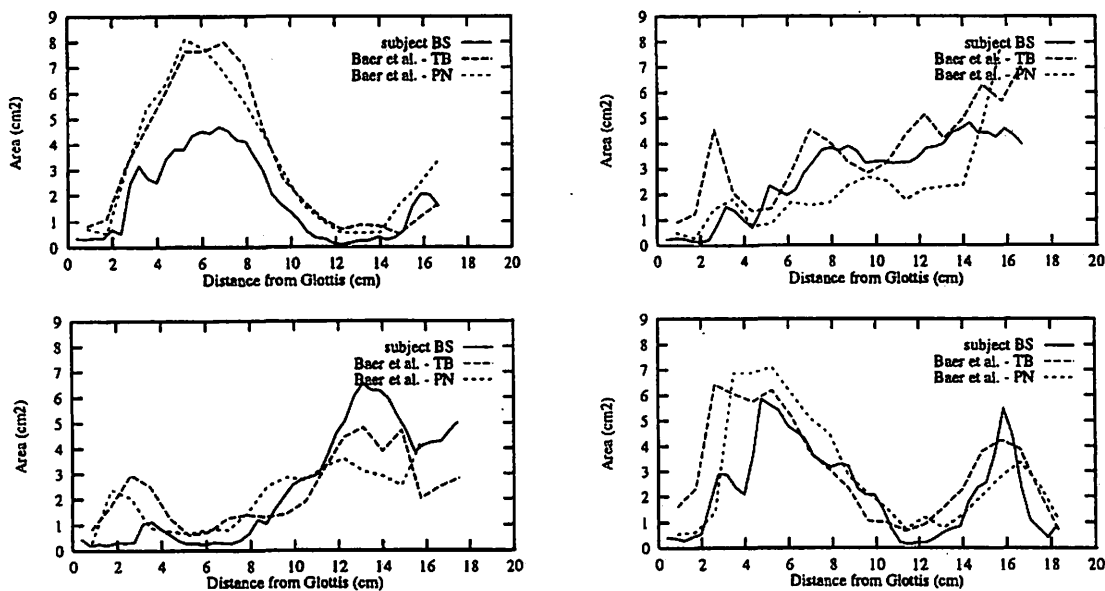 9
8
7
6
5
4
3
2
1
0
Area (cm2)
subject BS
Baer et al. - TB
Baer et al. - PN
0 2 4 6 8 10 12 14 16 18 20
Distance from Glottis (cm)
9
8
7
6
5
4
3
2
1
0
Area (cm2)
subject BS
Baer et al. - TB
Baer et al. - PN
0 2 4 6 8 10 12 14 16 18 20
Distance from Glottis (cm)
9
8
7
6
5
4
3
2
1
0
Area (cm2)
subject BS
Baer et al. - TB
Baer et al. - PN
0 2 4 6 8 10 12 14 16 18 20
Distance from Glottis (cm)
9
8
7
6
5
4
3
2
1
0
Area (cm2)
subject BS
Baer et al. - TB
Baer et al. - PN
0 2 4 6 8 10 12 14 16 18 20
Distance from Glottis (cm)